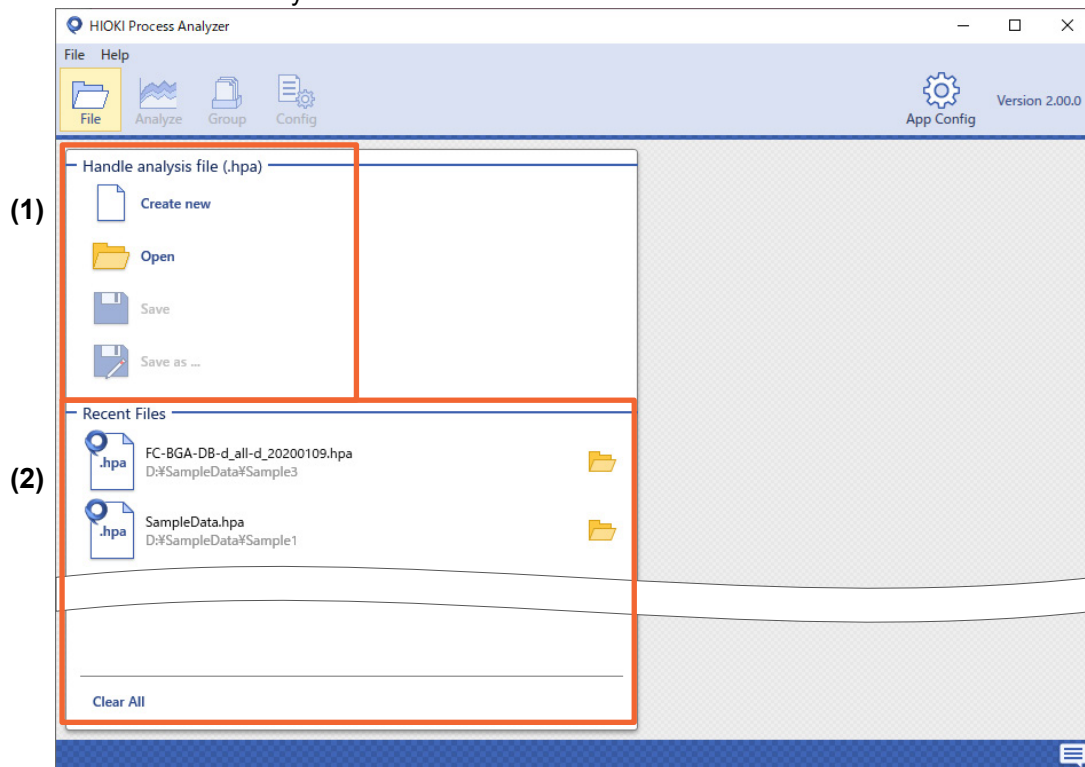 HIOKI Process Analyzer
File Help
File Analyze Group Config App Config Version 2.00.0
Handle analysis file (.hpa)
(1)
Create new
Open
Save
Save as ...
Recent Files
(2)
.hpa
FC-BGA-DB-d_all-d_20200109.hpa
D:¥SampleData¥Sample3
.hpa
SampleData.hpa
D:¥SampleData¥Sample1
Clear All